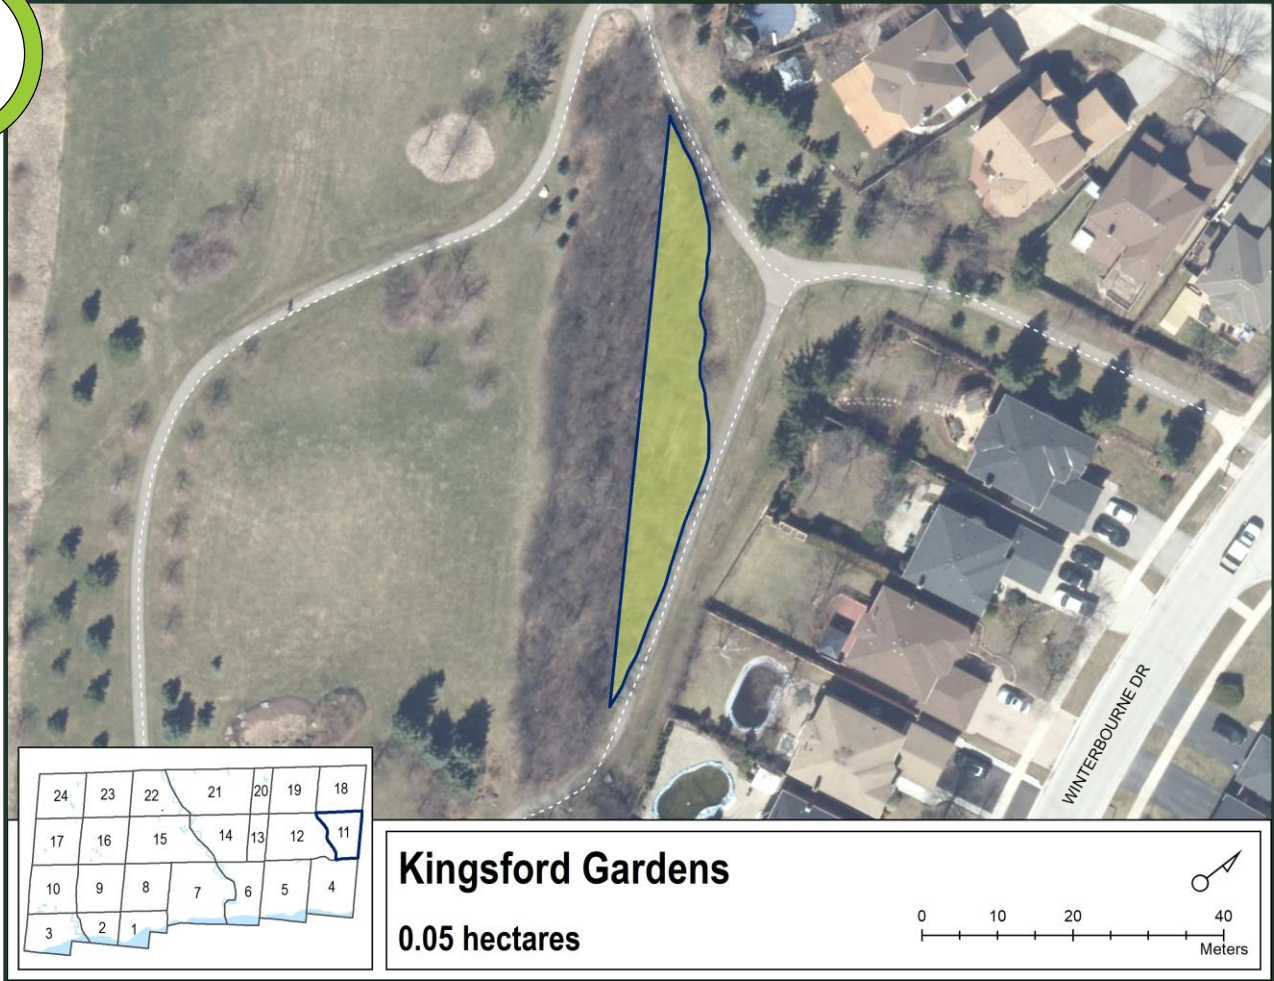 WINTERBOURNE DR
24 23 22 21 20 19 18
17 16 15 14 13 12 11
10 9 8 7 6 5 4
3 2 1
Kingsford Gardens
0.05 hectares
0 10 20 40
Meters